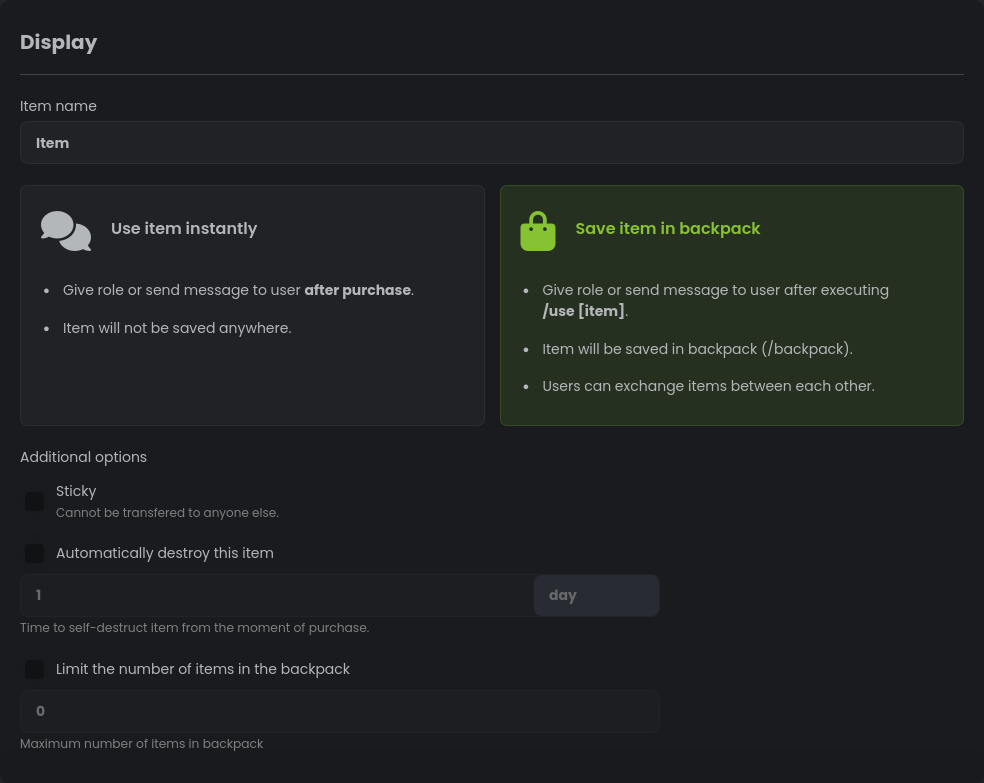 Display
Item name
Item
Use item instantly
Give role or send message to user after purchase.
Item will not be saved anywhere.
Save item in backpack
Give role or send message to user after executing
/use [item].
Item will be saved in backpack (/backpack).
Users can exchange items between each other.
Additional options
Sticky
Cannot be transfered to anyone else.
Automatically destroy this item
1
day
Time to self-destruct item from the moment of purchase.
Limit the number of items in the backpack
0
Maximum number of items in backpack